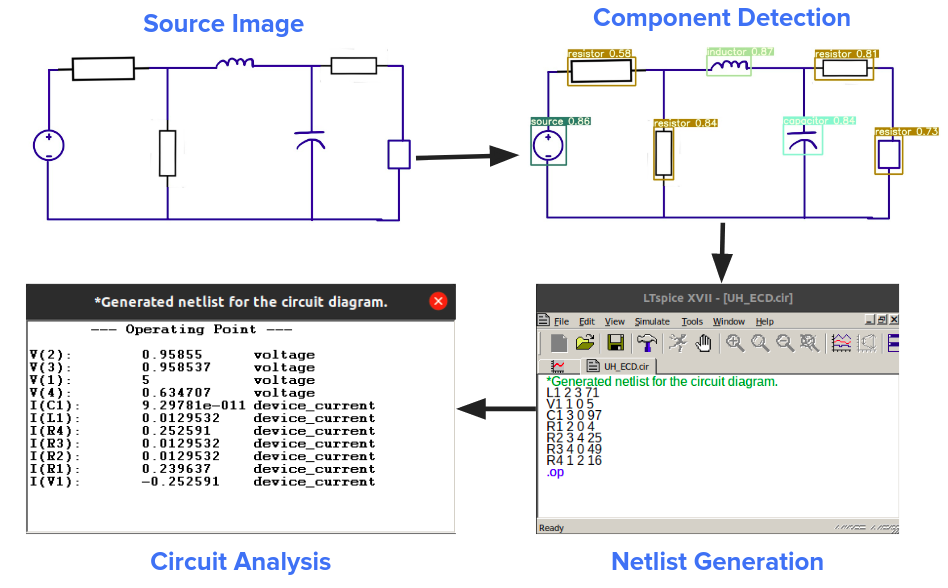 Source Image
Component Detection
resistor 0.58
inductor 0.87
resistor 0.81
source 0.86
resistor 0.84
capacitor 0.84
resistor 0.73
*Generated netlist for the circuit diagram.
--- Operating Point ---
V(2): 0.95855 voltage
V(3): 0.958537 voltage
V(1): 5 voltage
V(4): 0.634707 voltage
I(C1): 9.29781e-011 device_current
I(L1): 0.0129532 device_current
I(R4): 0.252591 device_current
I(R3): 0.0129532 device_current
I(R2): 0.0129532 device_current
I(R1): 0.239637 device_current
I(V1): -0.252591 device_current
LTspice XVII - [UH_ECD.cir]
File Edit View Simulate Tools Window Help
UH_ECD.cir
*Generated netlist for the circuit diagram.
L1 2 3 71
V1 1 0 5
C1 3 0 97
R1 2 0 4
R2 3 4 25
R3 4 0 49
R4 1 2 16
.op
Ready
Circuit Analysis
Netlist Generation